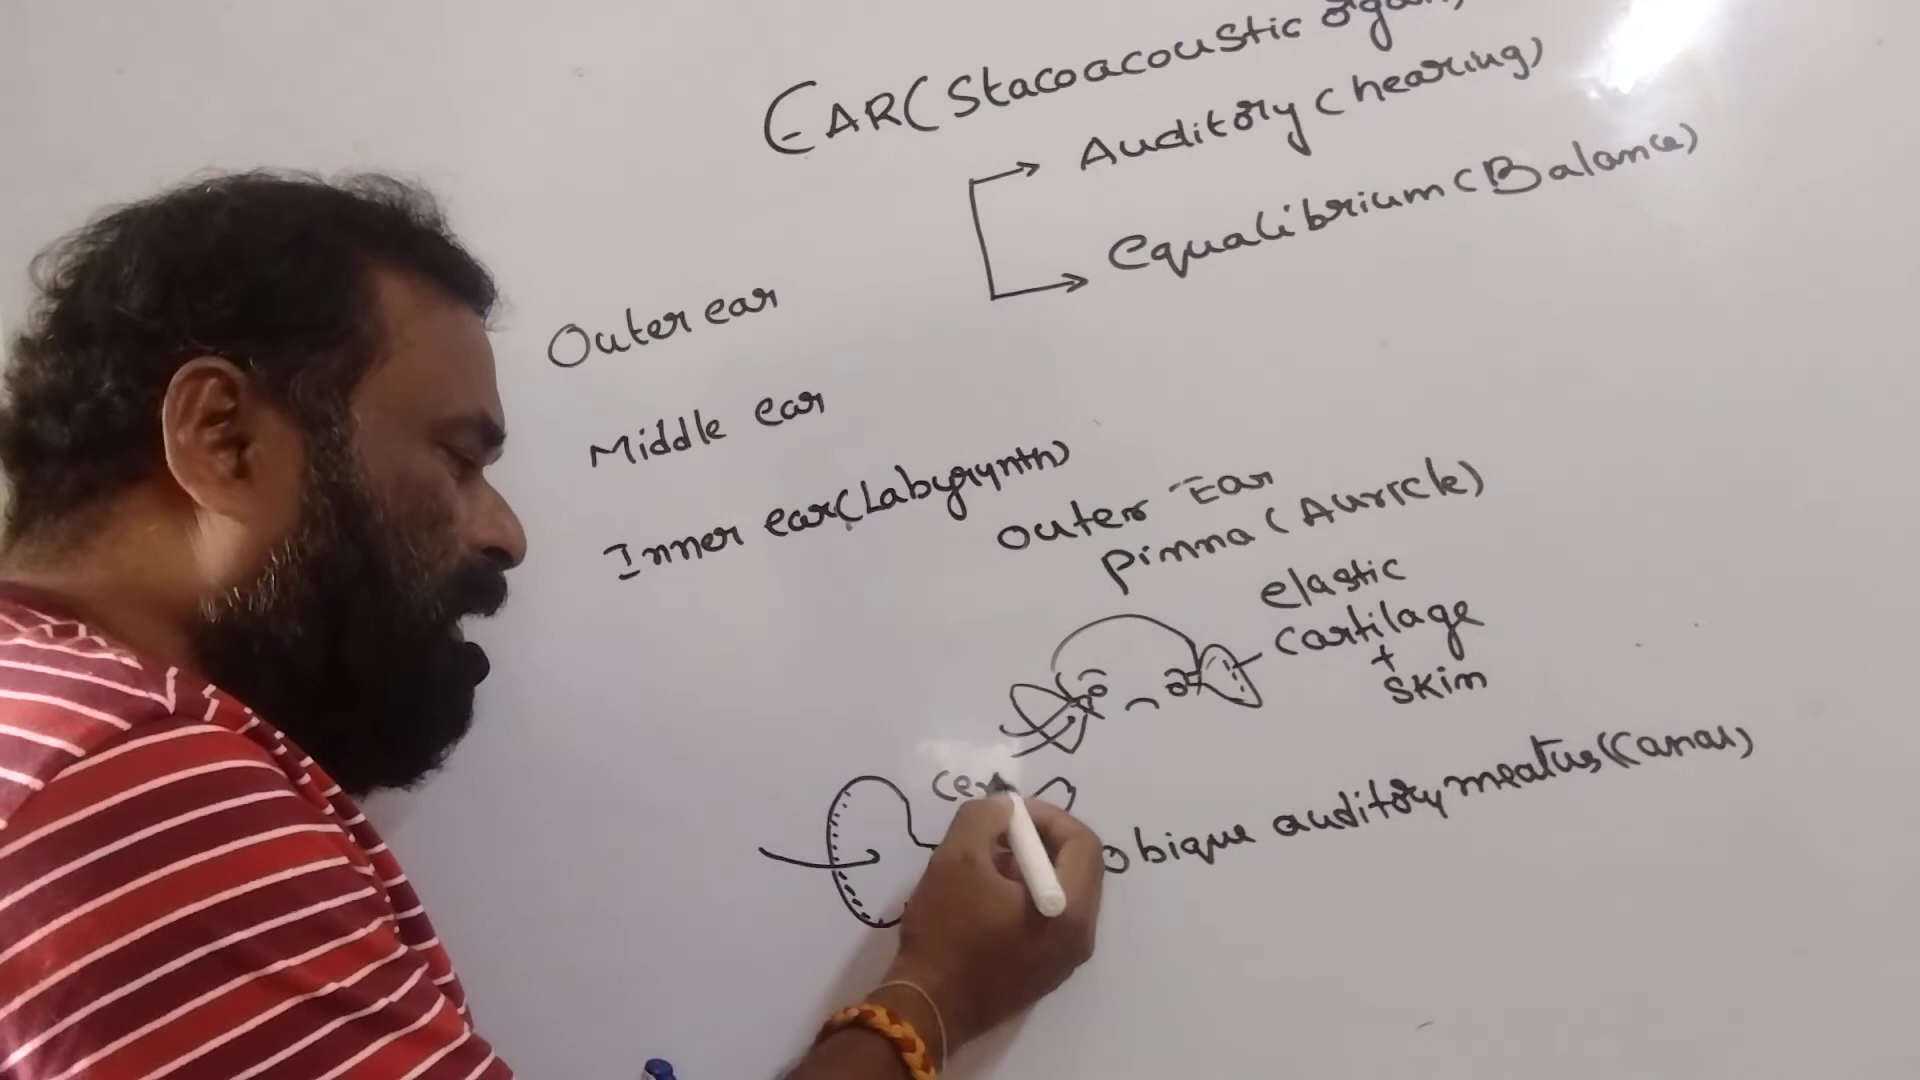 EAR(Stacoacoustic organ)
Auditory(hearing)
Equalibrium(Balance)
Outer ear
Middle ear
Inner ear(Labyrynth)
Outer Ear
Pinna(Auricle)
elastic
cartilage
+
skin
Cer
obique auditory meatus(Canal)